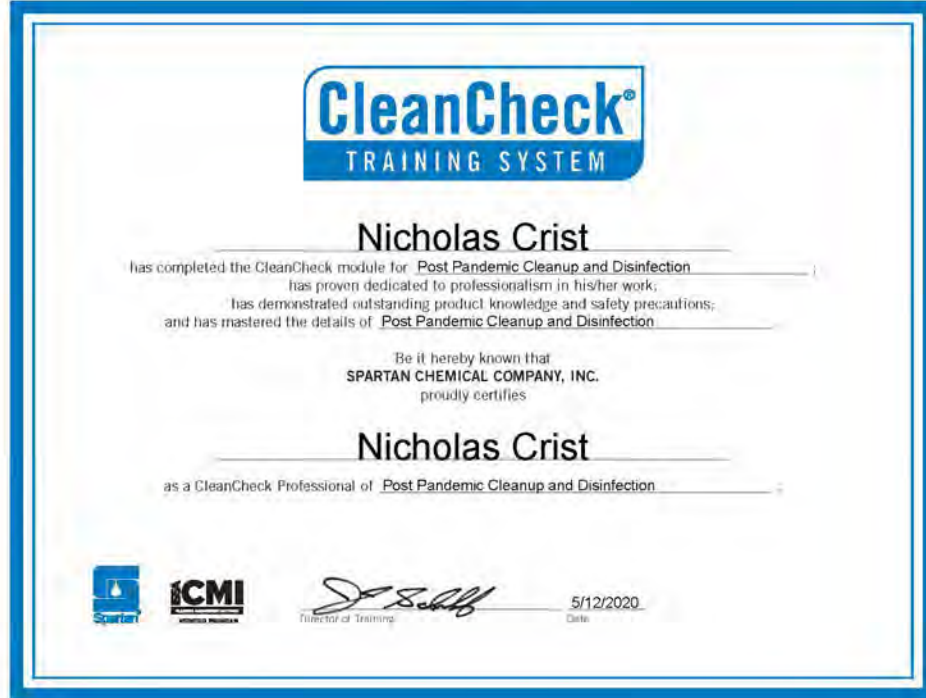 CleanCheck®
TRAINING SYSTEM
Nicholas Crist
has completed the CleanCheck module for Post Pandemic Cleanup and Disinfection ;
has proven dedicated to professionalism in his/her work;
has demonstrated outstanding product knowledge and safety precautions;
and has mastered the details of Post Pandemic Cleanup and Disinfection
Be it hereby known that
SPARTAN CHEMICAL COMPANY, INC.
proudly certifies
Nicholas Crist
as a CleanCheck Professional of Post Pandemic Cleanup and Disinfection ;
Spartan
CMI
5/12/2020
Director of Training
Date